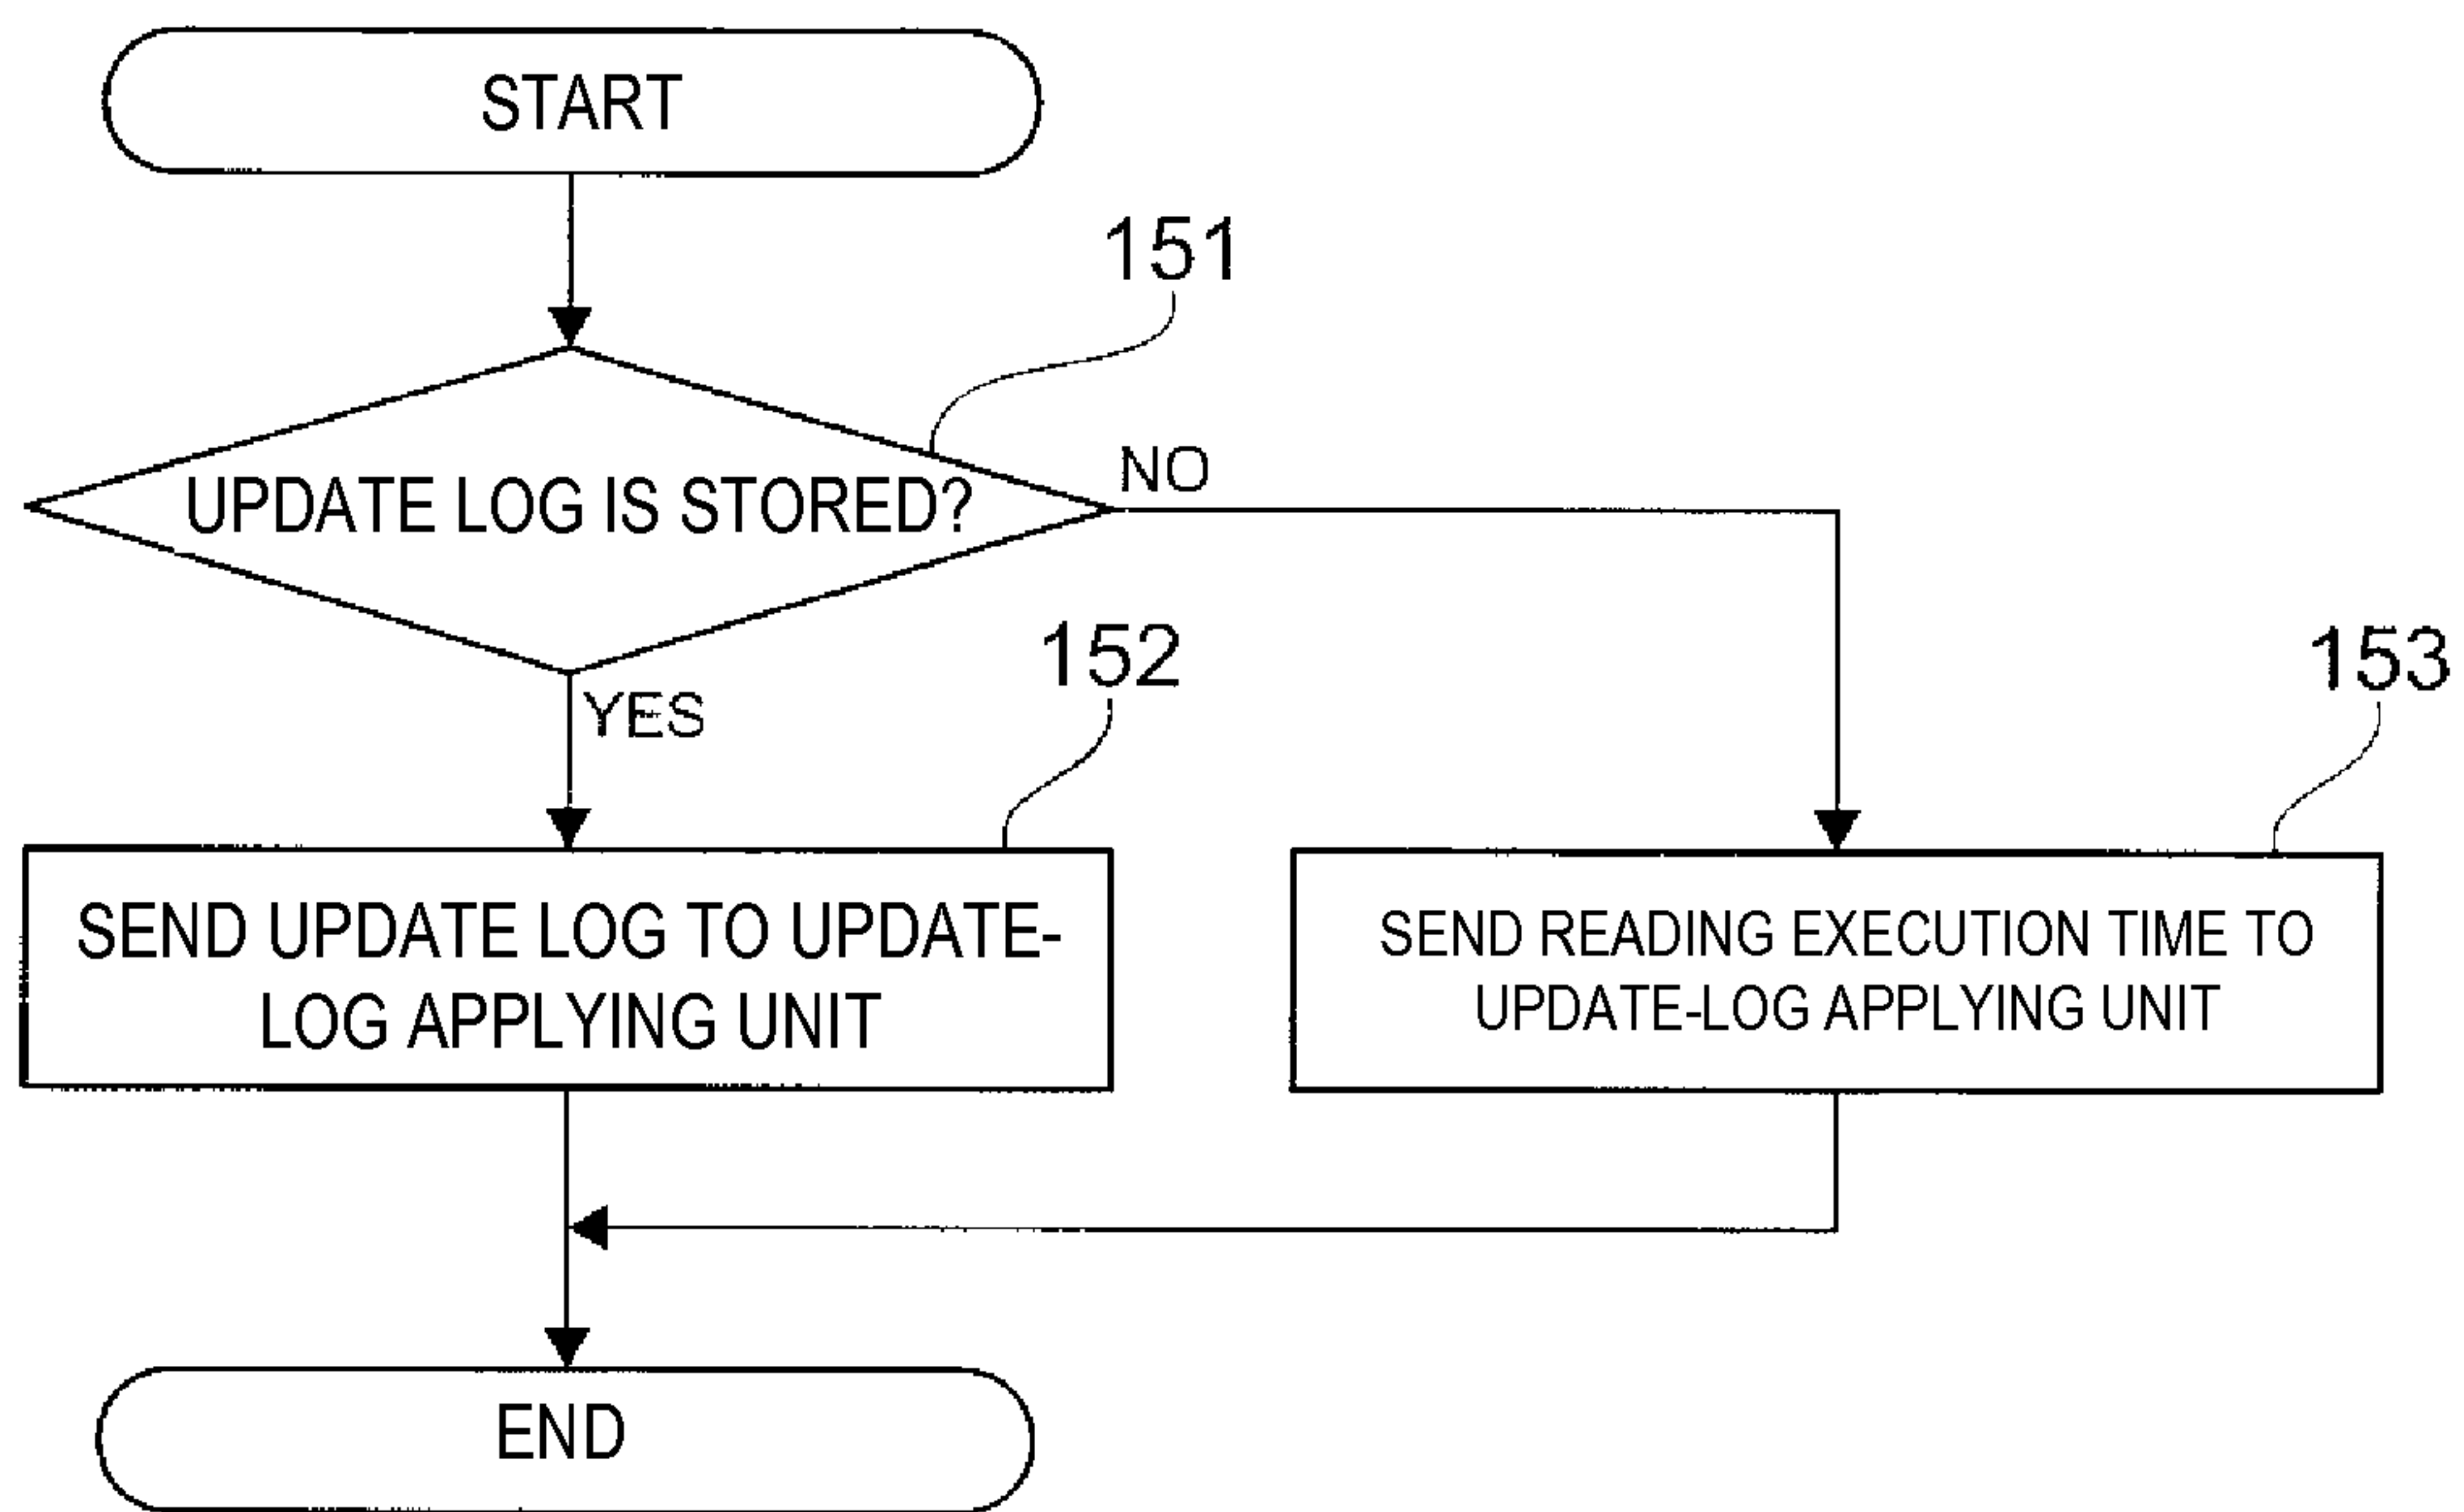 START
151
UPDATE LOG IS STORED?
NO
YES
152
153
SEND UPDATE LOG TO UPDATE-
LOG APPLYING UNIT
SEND READING EXECUTION TIME TO
UPDATE-LOG APPLYING UNIT
END